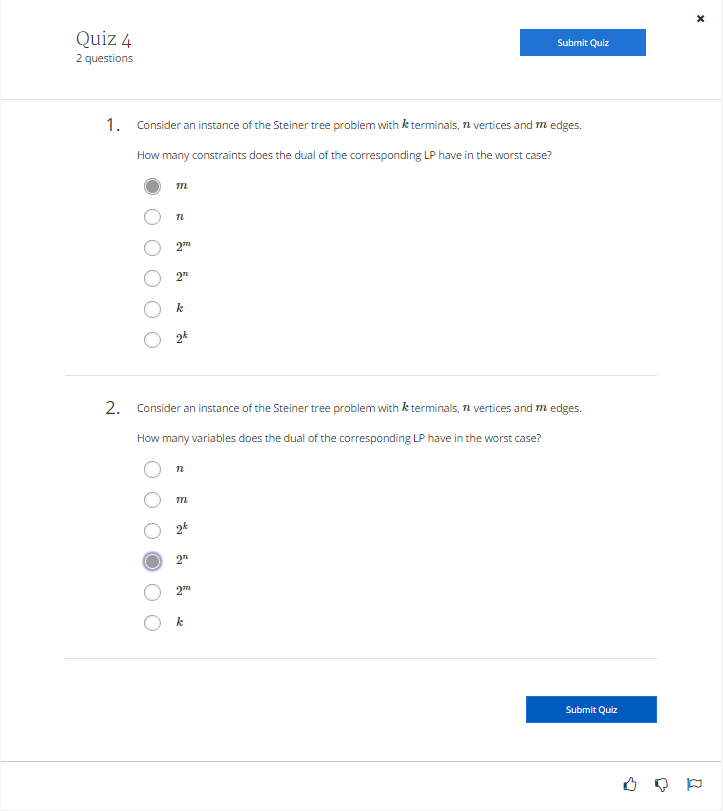 Quiz 4
2 questions
Submit Quiz
1. Consider an instance of the Steiner tree problem with k terminals, n vertices and m edges.
How many constraints does the dual of the corresponding LP have in the worst case?
m
n
2^m
2^n
k
2^k
2. Consider an instance of the Steiner tree problem with k terminals, n vertices and m edges.
How many variables does the dual of the corresponding LP have in the worst case?
n
m
2^k
2^n
2^m
k
Submit Quiz